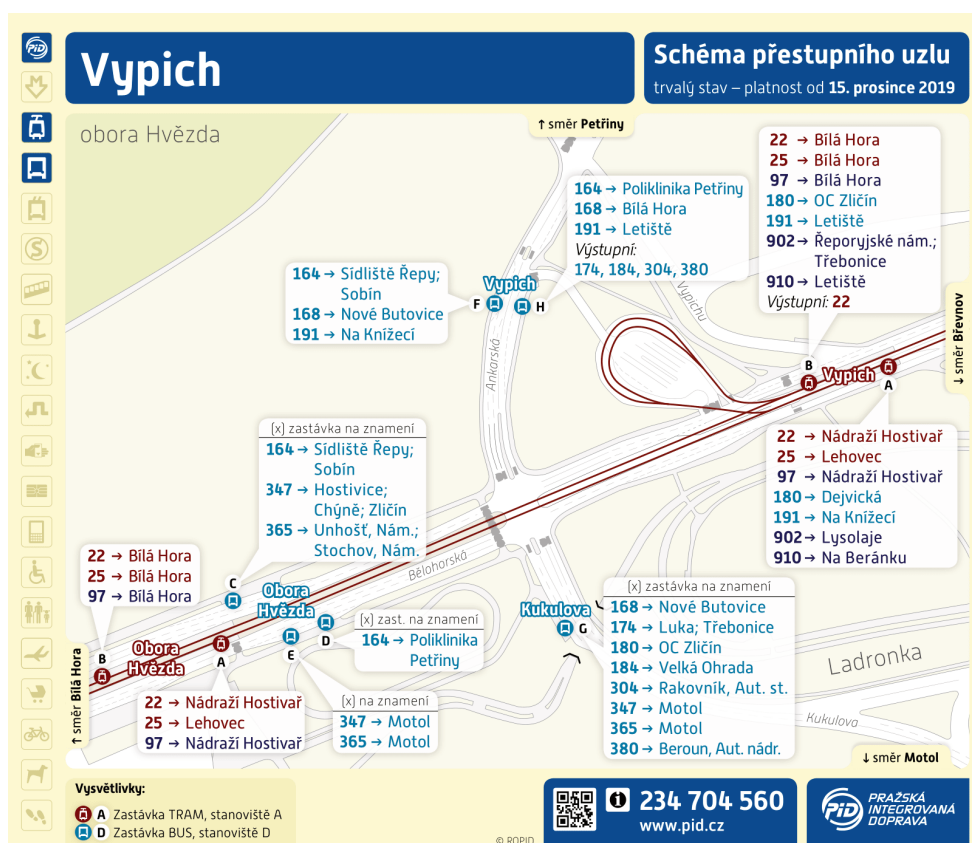 PiD
Vypich
Schéma přestupního uzlu
trvalý stav – platnost od 15. prosince 2019
obora Hvězda
↑ směr Petřiny
22 → Bílá Hora
25 → Bílá Hora
97 → Bílá Hora
180 → OC Zličín
191 → Letiště
902 → Řeporyjské nám.;
Třebonice
910 → Letiště
Výstupní: 22
164 → Poliklinika Petřiny
168 → Bílá Hora
191 → Letiště
Výstupní:
174, 184, 304, 380
164 → Sídliště Řepy;
Sobín
168 → Nové Butovice
191 → Na Knížecí
Vypich
F
H
Ankarská
Vypichu
B
Vypich
A
↓ směr Břevnov
22 → Nádraží Hostivař
25 → Lehovec
97 → Nádraží Hostivař
180 → Dejvická
191 → Na Knížecí
902 → Lysolaje
910 → Na Beránku
(x) zastávka na znamení
164 → Sídliště Řepy;
Sobín
347 → Hostivice;
Chýně; Zličín
365 → Unhošť, Nám.;
Stochov, Nám.
22 → Bílá Hora
25 → Bílá Hora
97 → Bílá Hora
Bělohorská
C
Obora
Hvězda
D
E
(x) zast. na znamení
164 → Poliklinika
Petřiny
Kukulova
G
(x) zastávka na znamení
168 → Nové Butovice
174 → Luka; Třebonice
180 → OC Zličín
184 → Velká Ohrada
304 → Rakovník, Aut. st.
347 → Motol
365 → Motol
380 → Beroun, Aut. nádr.
Ladronka
Kukulova
↑ směr Bílá Hora
B
Obora
Hvězda
A
22 → Nádraží Hostivař
25 → Lehovec
97 → Nádraží Hostivař
(x) na znamení
347 → Motol
365 → Motol
↓ směr Motol
Vysvětlivky:
A Zastávka TRAM, stanoviště A
D Zastávka BUS, stanoviště D
© ROPID
234 704 560
www.pid.cz
PiD
PRAŽSKÁ
INTEGROVANÁ
DOPRAVA